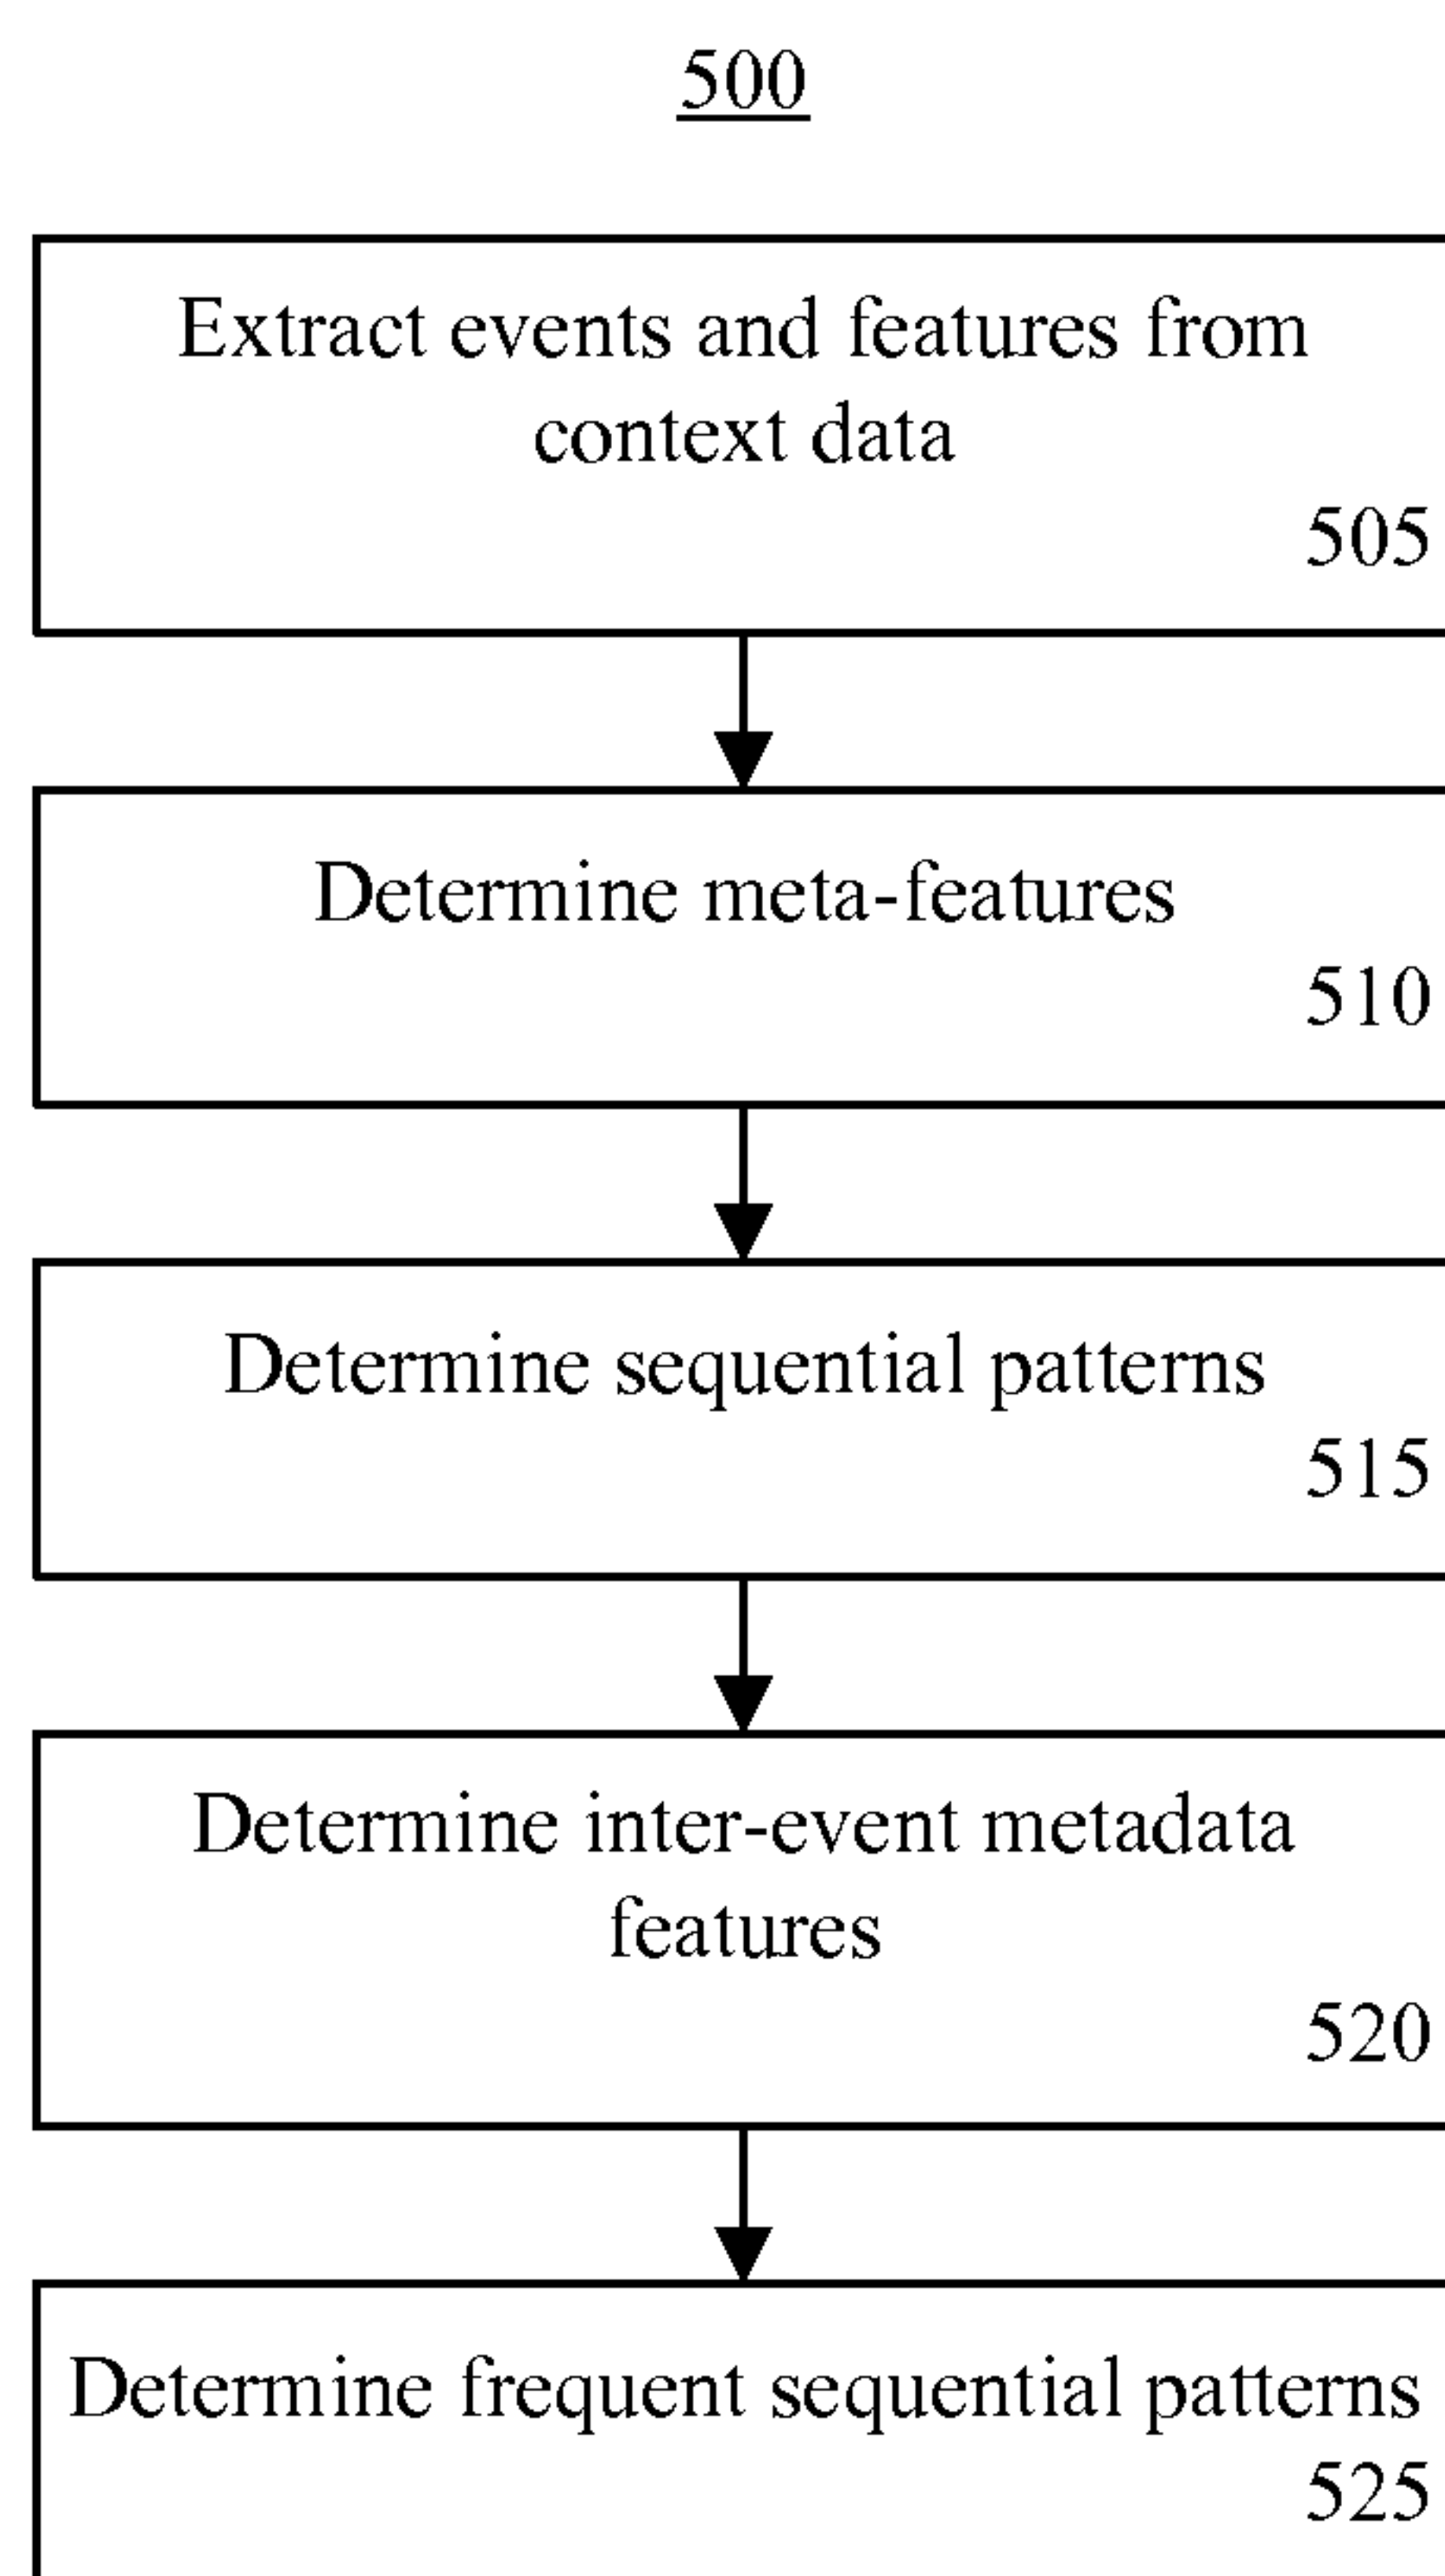 500
Extract events and features from
context data
505
Determine meta-features
510
Determine sequential patterns
515
Determine inter-event metadata
features
520
Determine frequent sequential patterns
525